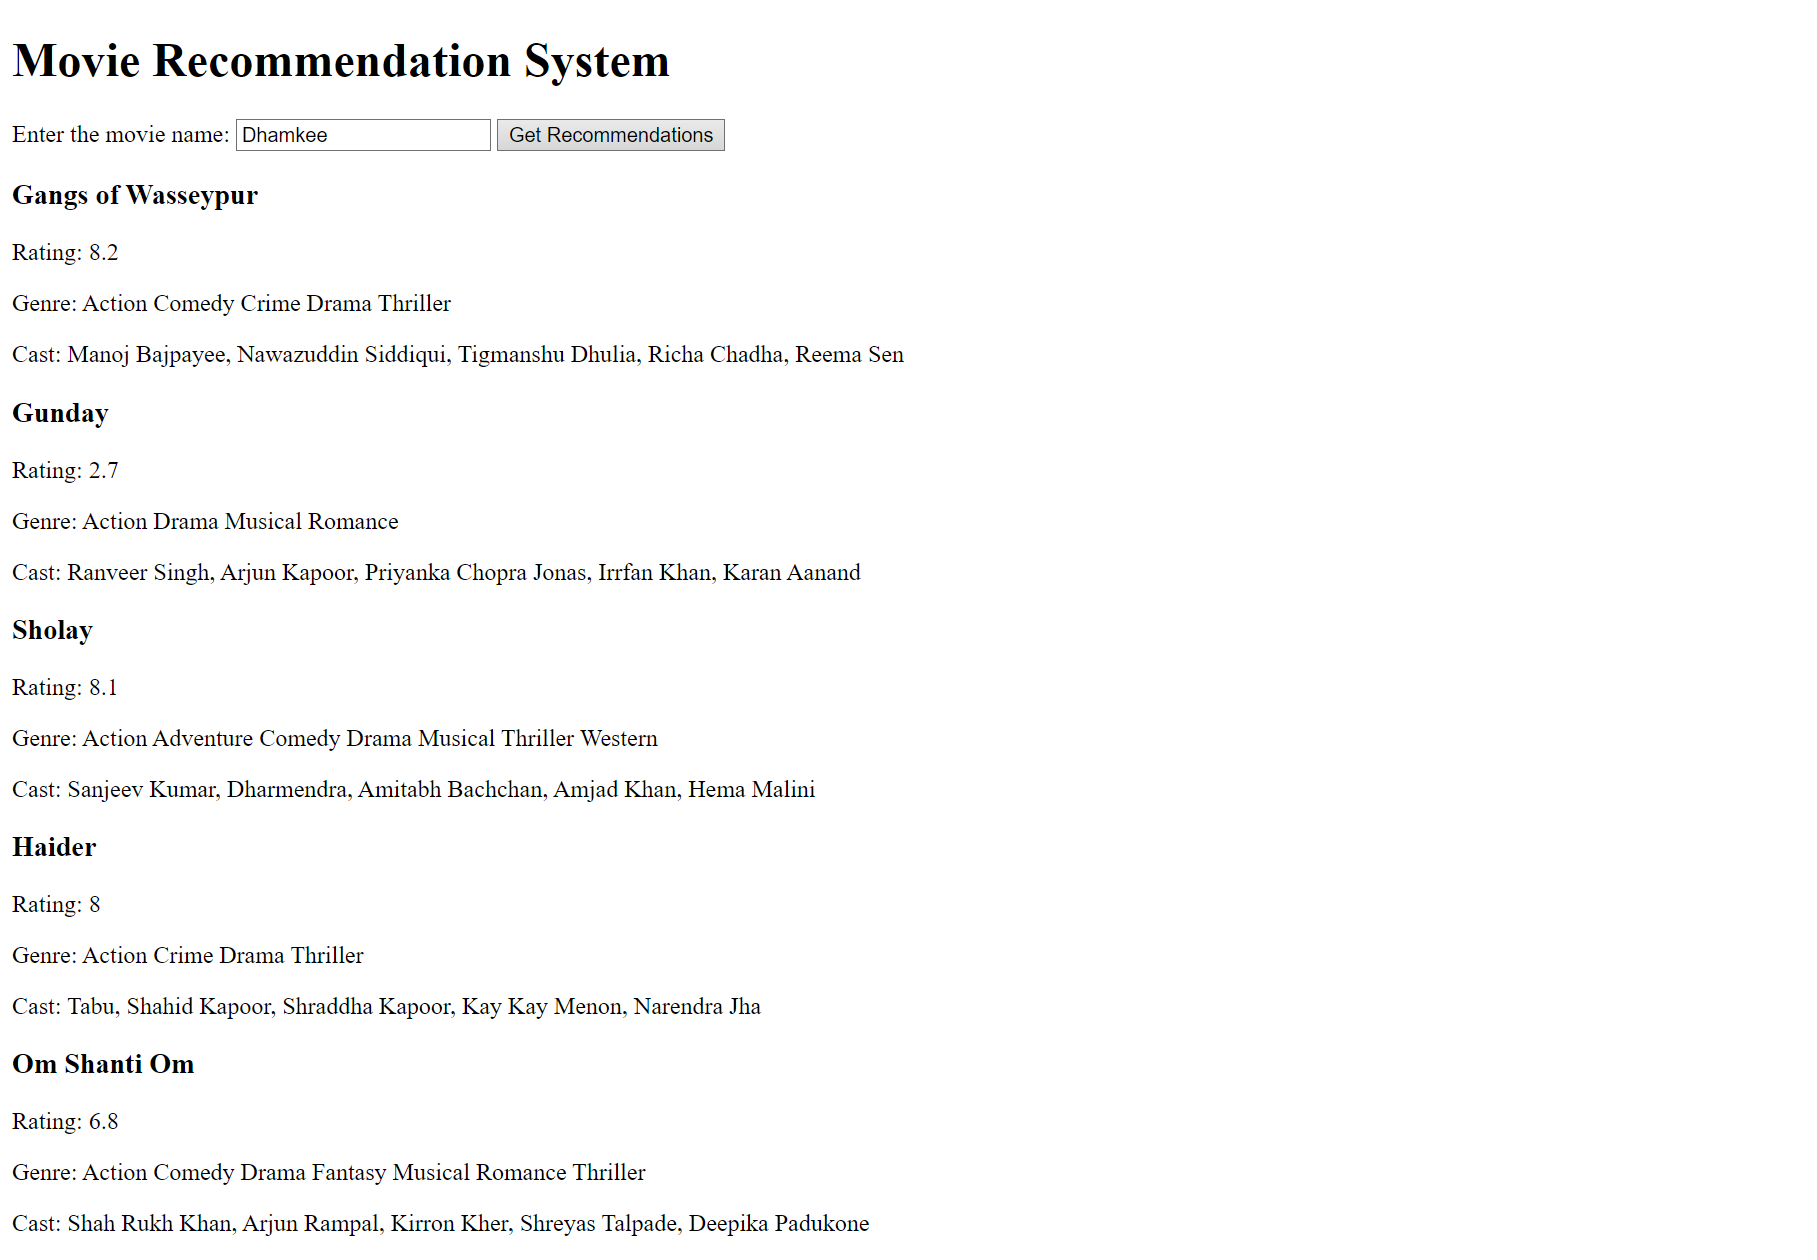 Movie Recommendation System
Enter the movie name: Dhamkee Get Recommendations
Gangs of Wasseypur
Rating: 8.2
Genre: Action Comedy Crime Drama Thriller
Cast: Manoj Bajpayee, Nawazuddin Siddiqui, Tigmanshu Dhulia, Richa Chadha, Reema Sen
Gunday
Rating: 2.7
Genre: Action Drama Musical Romance
Cast: Ranveer Singh, Arjun Kapoor, Priyanka Chopra Jonas, Irrfan Khan, Karan Aanand
Sholay
Rating: 8.1
Genre: Action Adventure Comedy Drama Musical Thriller Western
Cast: Sanjeev Kumar, Dharmendra, Amitabh Bachchan, Amjad Khan, Hema Malini
Haider
Rating: 8
Genre: Action Crime Drama Thriller
Cast: Tabu, Shahid Kapoor, Shraddha Kapoor, Kay Kay Menon, Narendra Jha
Om Shanti Om
Rating: 6.8
Genre: Action Comedy Drama Fantasy Musical Romance Thriller
Cast: Shah Rukh Khan, Arjun Rampal, Kirron Kher, Shreyas Talpade, Deepika Padukone